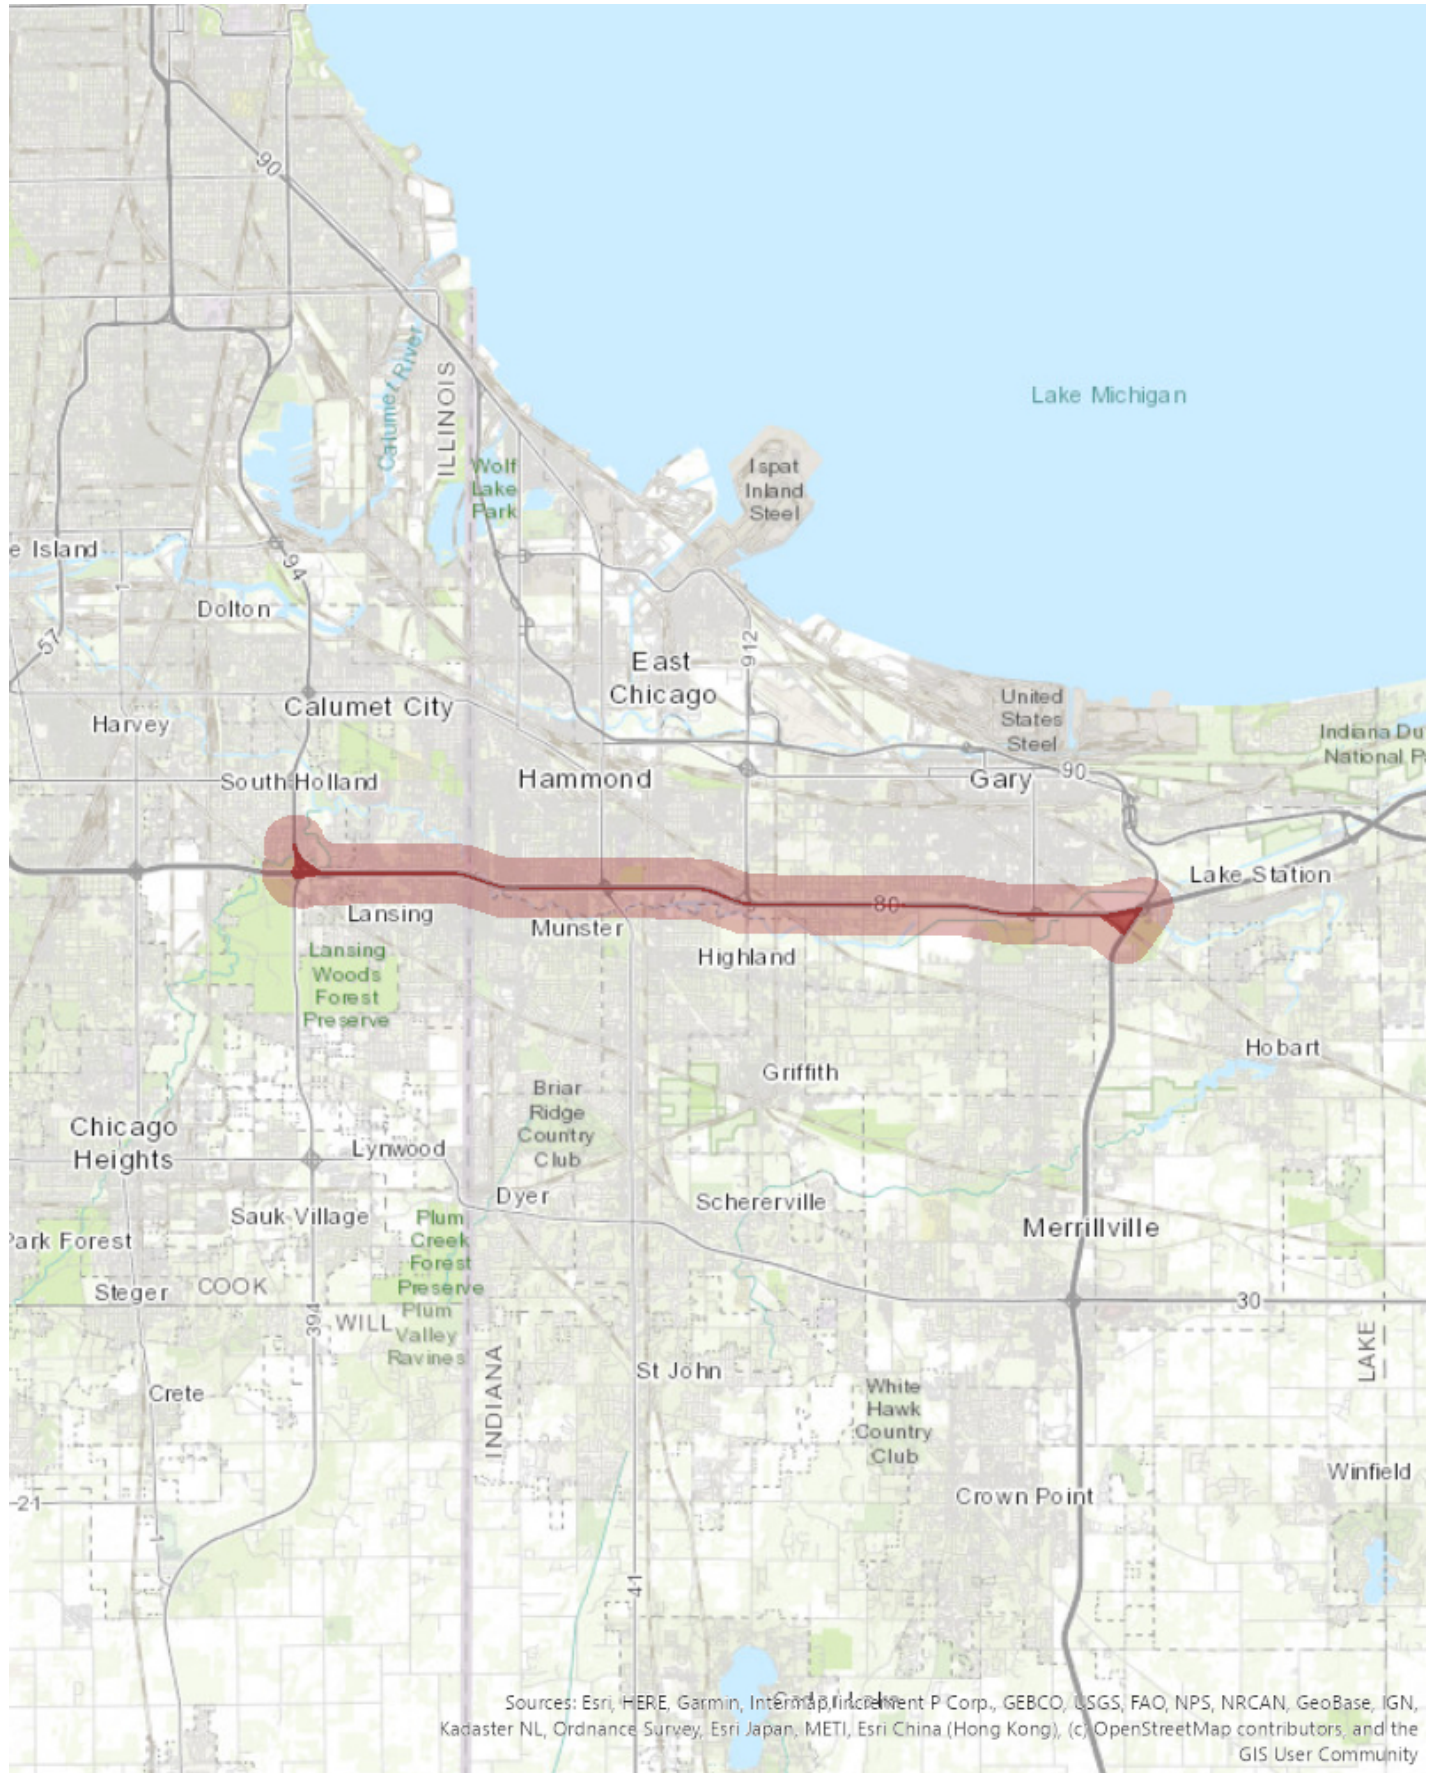 90
Lake Michigan
Calumet River
ILLINOIS
Wolf
Lake
Park
Ispat
Inland
Steel
e Island
94
1
Dolton
57
912
East
Chicago
Calumet City
Harvey
United
States
Steel
Indiana Du
National Pa
South Holland
Hammond
Gary
90
Lake Station
80
Lansing
Munster
Highland
Lansing
Woods
Forest
Preserve
Hobart
Griffith
Briar
Ridge
Country
Club
Chicago
Heights
Lynwood
Dyer
Schererville
Sauk Village
Plum
Creek
Forest
Preserve
Merrillville
Park Forest
Steger
COOK
30
394
WILL
Plum
Valley
Ravines
LAKE
INDIANA
St John
Crete
White
Hawk
Country
Club
Winfield
21
Crown Point
1
41
Cedar Lake
Sources: Esri, HERE, Garmin, Intermap, increment P Corp., GEBCO, USGS, FAO, NPS, NRCAN, GeoBase, IGN,
Kadaster NL, Ordnance Survey, Esri Japan, METI, Esri China (Hong Kong), (c) OpenStreetMap contributors, and the
GIS User Community